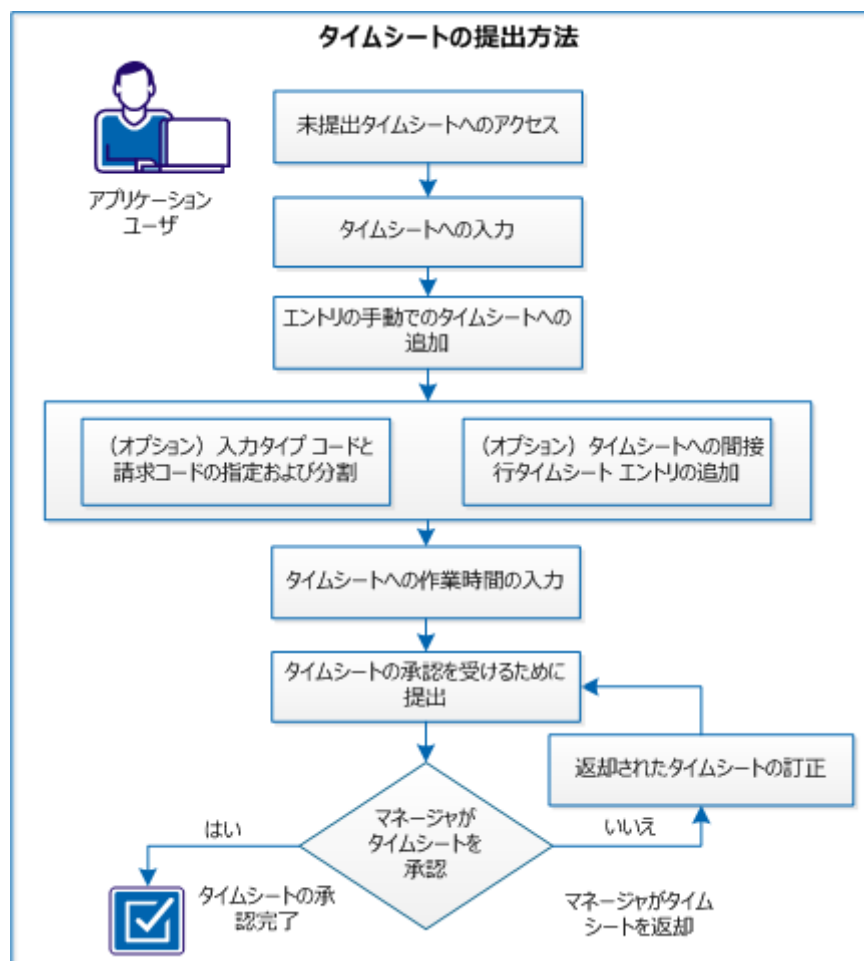 タイムシートの提出方法
アプリケーション
ユーザ
未提出タイムシートへのアクセス
タイムシートへの入力
エントリの手動でのタイムシートへの
追加
（オプション） 入力タイプ コードと
請求コードの指定および分割
（オプション） タイムシートへの間接
行タイムシート エントリの追加
タイムシートへの作業時間の入力
タイムシートの承認を受けるために
提出
返却されたタイムシートの訂正
マネージャが
タイムシートを
承認
はい
いいえ
タイムシートの承
認完了
マネージャがタイム
シートを返却